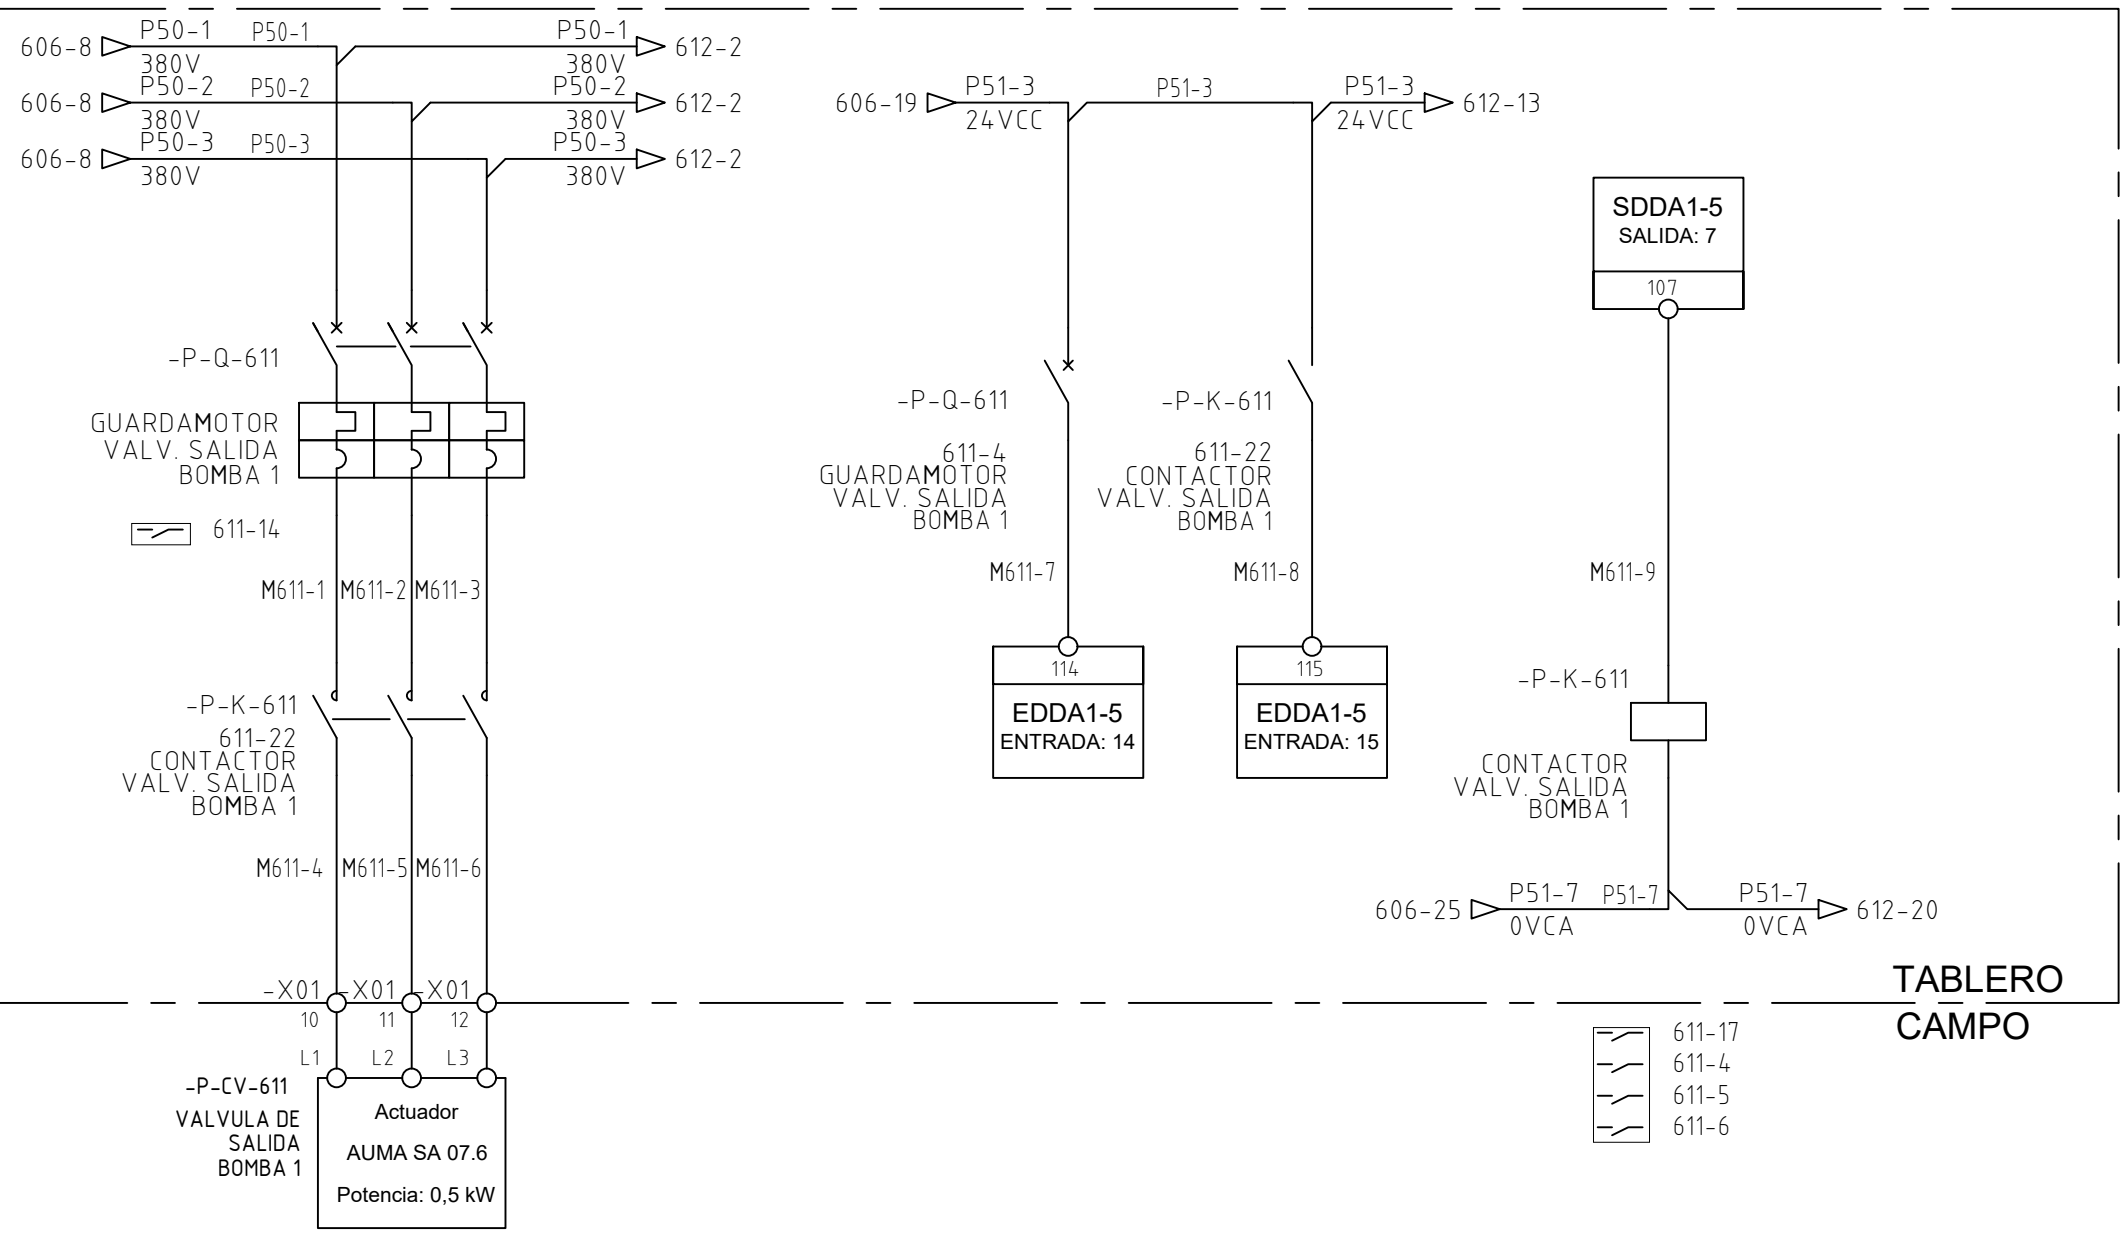 606-8
P50-1
P50-1
P50-1
612-2
380V
380V
606-8
P50-2
P50-2
P50-2
612-2
380V
380V
606-8
P50-3
P50-3
P50-3
612-2
380V
380V
-P-Q-611
GUARDAMOTOR
VALV. SALIDA
BOMBA 1
611-14
M611-1
M611-2
M611-3
-P-K-611
611-22
CONTACTOR
VALV. SALIDA
BOMBA 1
M611-4
M611-5
M611-6
-X01
-X01
-X01
10
11
12
L1
L2
L3
-P-CV-611
VALVULA DE
SALIDA
BOMBA 1
Actuador
AUMA SA 07.6
Potencia: 0,5 kW
606-19
P51-3
P51-3
P51-3
612-13
24VCC
24VCC
-P-Q-611
611-4
GUARDAMOTOR
VALV. SALIDA
BOMBA 1
M611-7
114
EDDA1-5
ENTRADA: 14
-P-K-611
611-22
CONTACTOR
VALV. SALIDA
BOMBA 1
M611-8
115
EDDA1-5
ENTRADA: 15
SDDA1-5
SALIDA: 7
107
M611-9
-P-K-611
CONTACTOR
VALV. SALIDA
BOMBA 1
606-25
P51-7
P51-7
P51-7
612-20
0VCA
0VCA
TABLERO
CAMPO
611-17
611-4
611-5
611-6